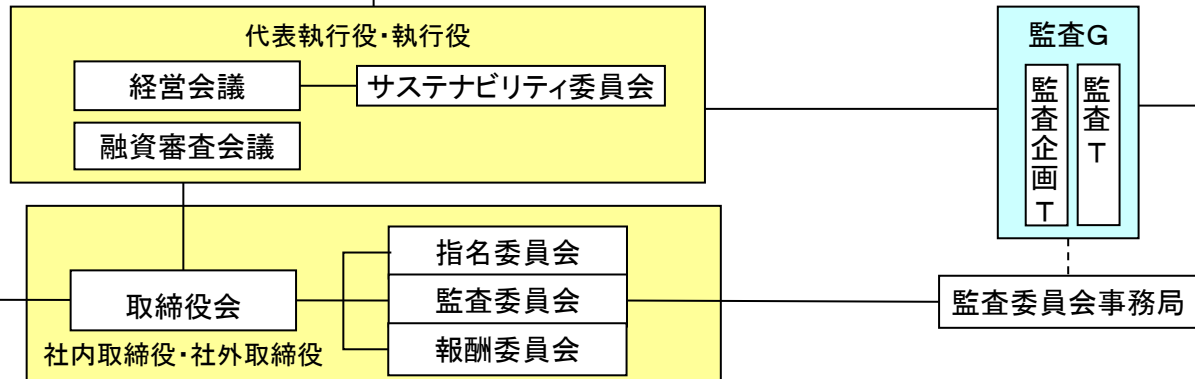 代表執行役・執行役
経営会議
サステナビリティ委員会
融資審査会議
監査G
監査企画T
監査T
指名委員会
取締役会
監査委員会
報酬委員会
社内取締役・社外取締役
監査委員会事務局